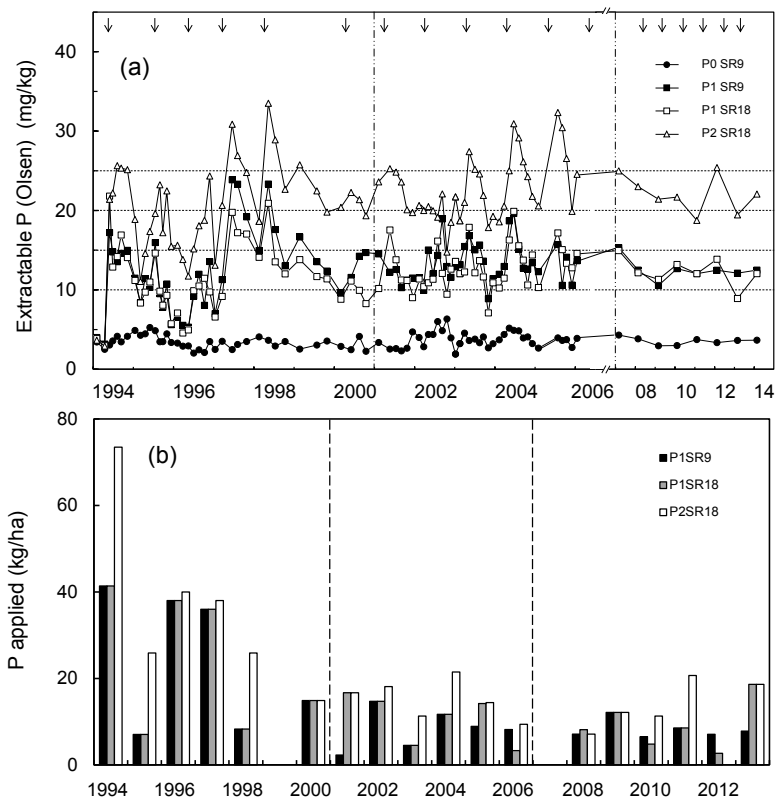 (a)
P0 SR9
P1 SR9
P1 SR18
P2 SR18
Extractable P (Olsen) (mg/kg)
40
30
20
10
0
1994 1996 1998 2000 2002 2004 2006 08 10 12 14
(b)
P1SR9
P1SR18
P2SR18
P applied (kg/ha)
80
60
40
20
0
1994 1996 1998 2000 2002 2004 2006 2008 2010 2012